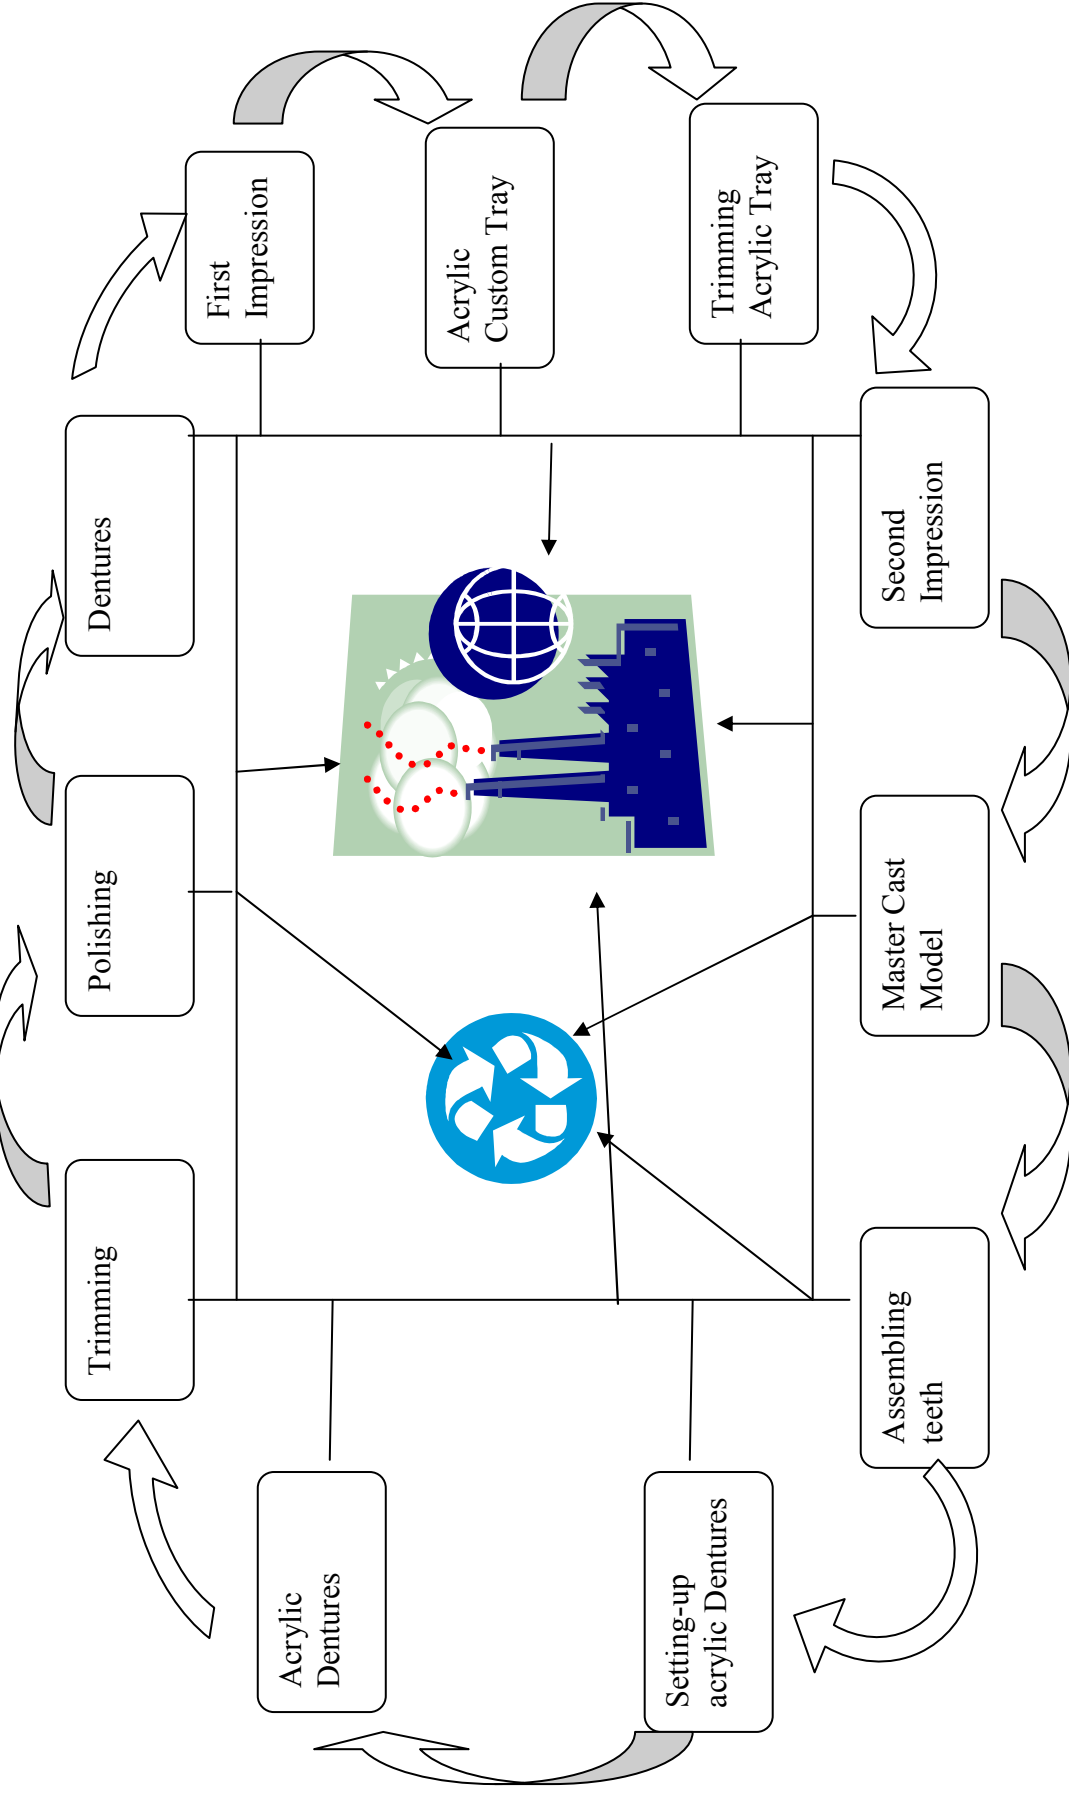 First
Impression
Acrylic
Custom Tray
Trimming
Acrylic Tray
Second
Impression
Master Cast
Model
Assembling
teeth
Setting-up
acrylic Dentures
Acrylic
Dentures
Trimming
Polishing
Dentures